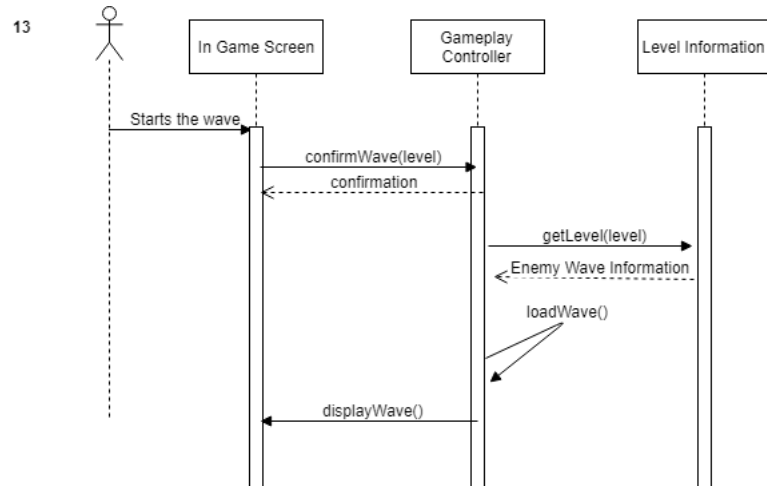 13
In Game Screen
Gameplay
Controller
Level Information
Starts the wave
confirmWave(level)
confirmation
getLevel(level)
Enemy Wave Information
loadWave()
displayWave()